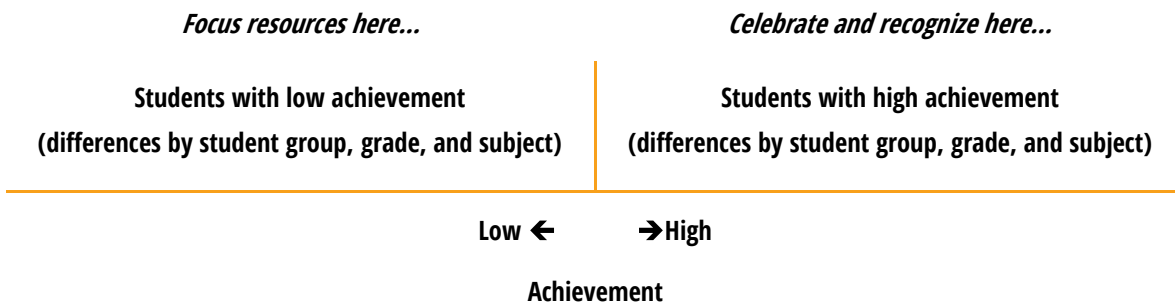 Focus resources here...
Celebrate and recognize here...
Students with low achievement
(differences by student group, grade, and subject)
Students with high achievement
(differences by student group, grade, and subject)
Low ← →High
Achievement